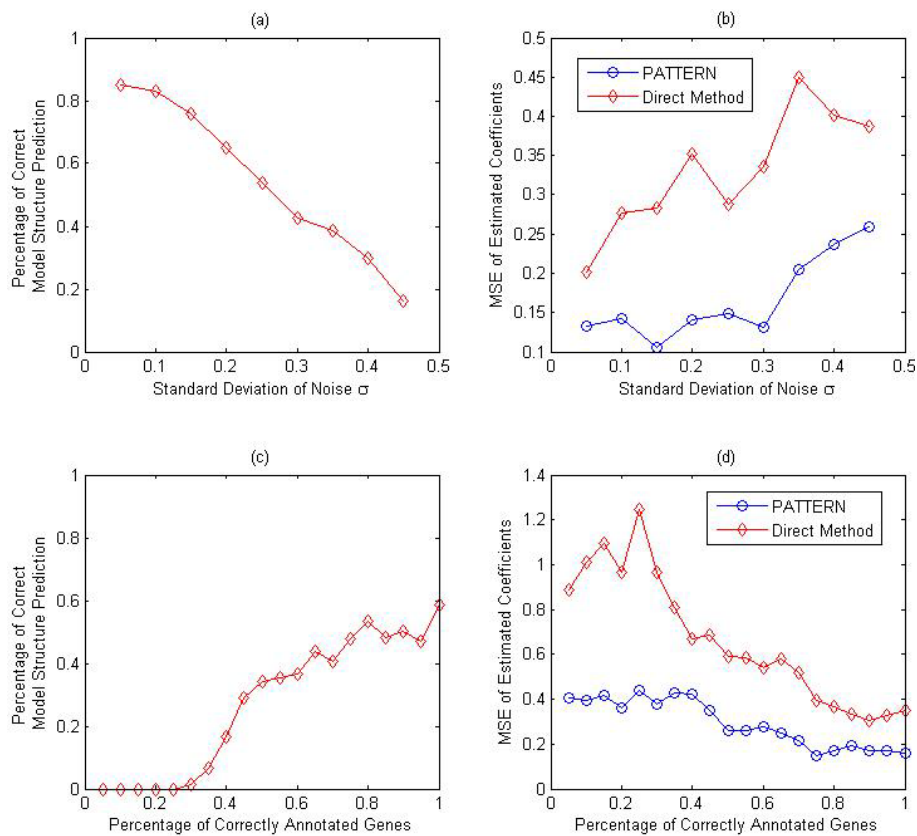 (a)
Percentage of Correct
Model Structure Prediction
1
0.8
0.6
0.4
0.2
0
0
0.1
0.2
0.3
0.4
0.5
Standard Deviation of Noise σ
(b)
MSE of Estimated Coefficients
0.5
0.45
0.4
0.35
0.3
0.25
0.2
0.15
0.1
PATTERN
Direct Method
0
0.1
0.2
0.3
0.4
0.5
Standard Deviation of Noise σ
(c)
Percentage of Correct
Model Structure Prediction
1
0.8
0.6
0.4
0.2
0
0
0.2
0.4
0.6
0.8
1
Percentage of Correctly Annotated Genes
(d)
MSE of Estimated Coefficients
1.4
1.2
1
0.8
0.6
0.4
0.2
0
PATTERN
Direct Method
0
0.2
0.4
0.6
0.8
1
Percentage of Correctly Annotated Genes